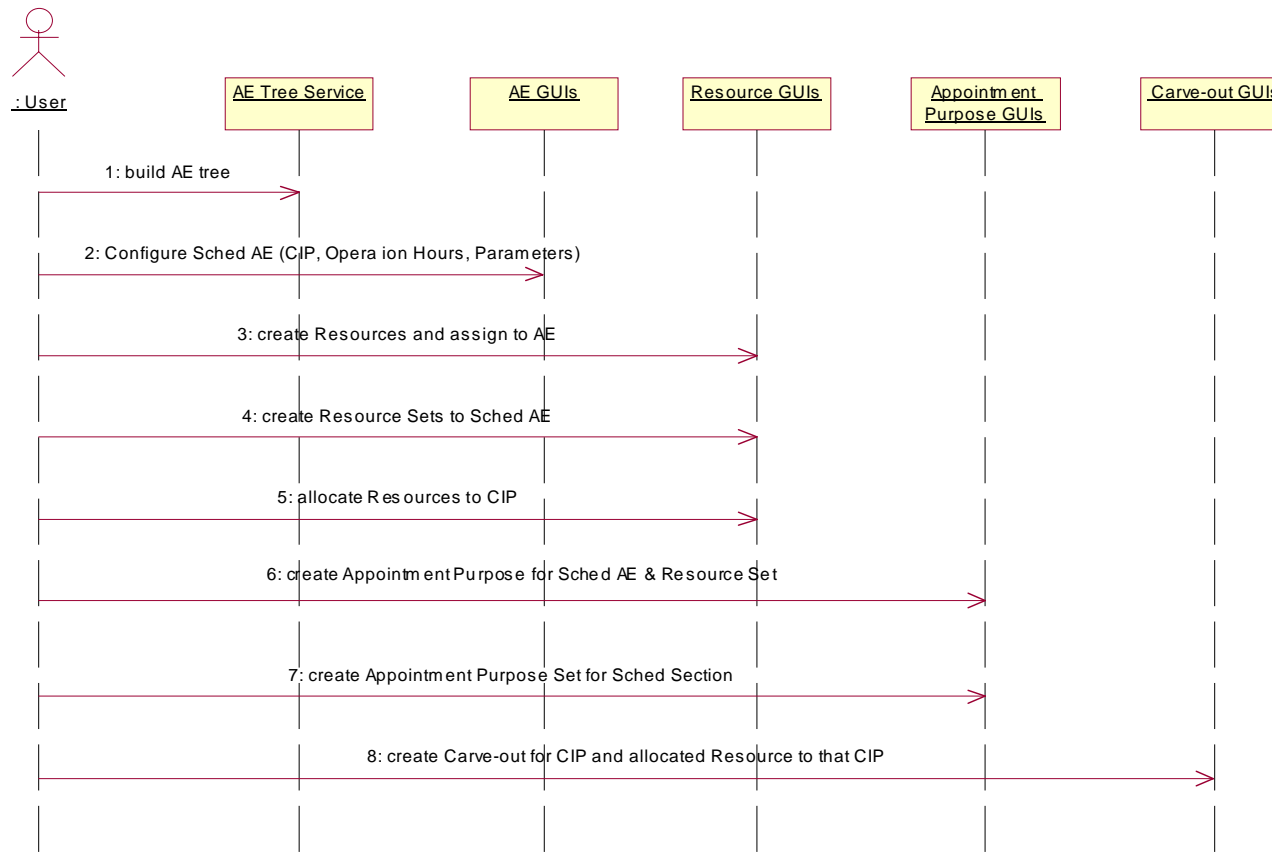 : User
AE Tree Service
AE GUIs
Resource GUIs
Appointment
Purpose GUIs
Carve-out GUIs
1: build AE tree
2: Configure Sched AE (CIP, Opera ion Hours, Parameters)
3: create Resources and assign to AE
4: create Resource Sets to Sched AE
5: allocate Resources to CIP
6: create Appointment Purpose for Sched AE & Resource Set
7: create Appointment Purpose Set for Sched Section
8: create Carve-out for CIP and allocated Resource to that CIP